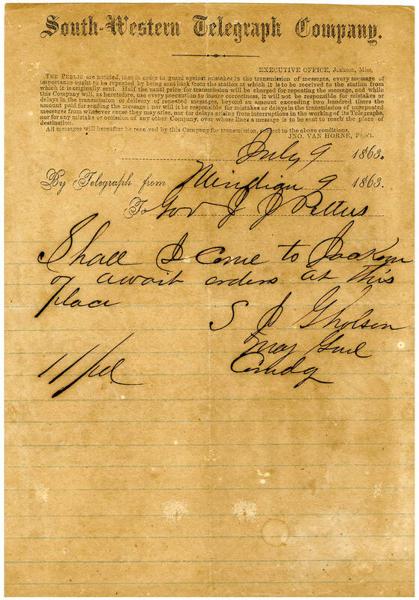 South-Western Telegraph Company.
EXECUTIVE OFFICE, Jackson, Miss.
THE PUBLIC are notified, that in order to guard against mistakes in the transmission of messages, every message of
importance ought to be repeated by being sent back from the station at which it is to be received to the station from
which it is originally sent. Half the usual price for transmission will be charged for repeating the message, and while
this Company will, as heretofore, use every precaution to insure correctness, it will not be responsible for mistakes or
delays in the transmission or delivery of repeated messages, beyond an amount exceeding two hundred times the
amount paid for sending the message; nor will it be responsible for mistakes or delays in the transmission of unrepeated
messages from whatever cause they may arise, nor for delays arising from interruptions in the working of its Telegraphs,
nor for any mistake or omission of any other Company, over whose lines a message is to be sent to reach the place of
destination.
All messages will hereafter be received by this Company for transmission, subject to the above conditions.
JNO. VAN HORNE, Pres't.
July 9 1863.
By Telegraph from Meridian 9 1863.
To Gov J J Pettus
Shall I come to Jackson
or await orders at this
place
S J Gholson
Maj Genl
Comdg